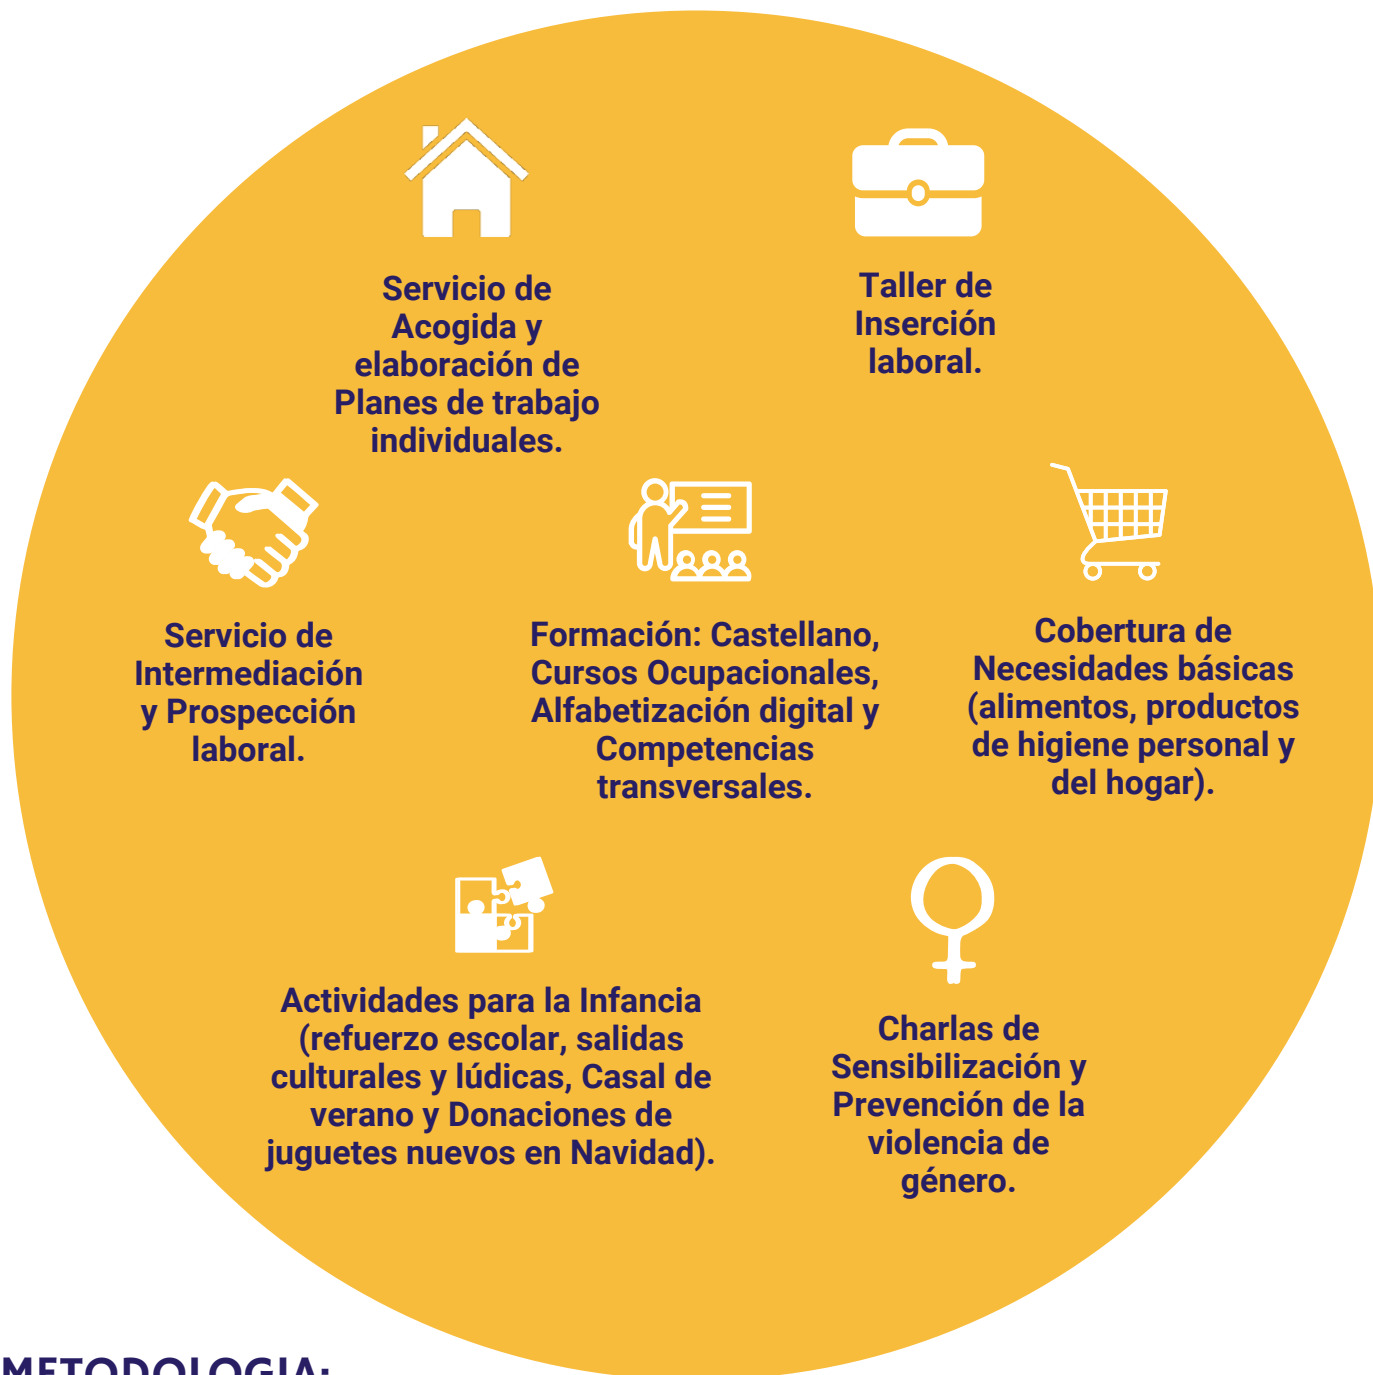 Servicio de
Acogida y
elaboración de
Planes de trabajo
individuales.
Taller de
Inserción
laboral.
Servicio de
Intermediación
y Prospección
laboral.
Formación: Castellano,
Cursos Ocupacionales,
Alfabetización digital y
Competencias
transversales.
Cobertura de
Necesidades básicas
(alimentos, productos
de higiene personal y
del hogar).
Actividades para la Infancia
(refuerzo escolar, salidas
culturales y lúdicas, Casal de
verano y Donaciones de
juguetes nuevos en Navidad).
Charlas de
Sensibilización y
Prevención de la
violencia de
género.
METODOLOGIA: